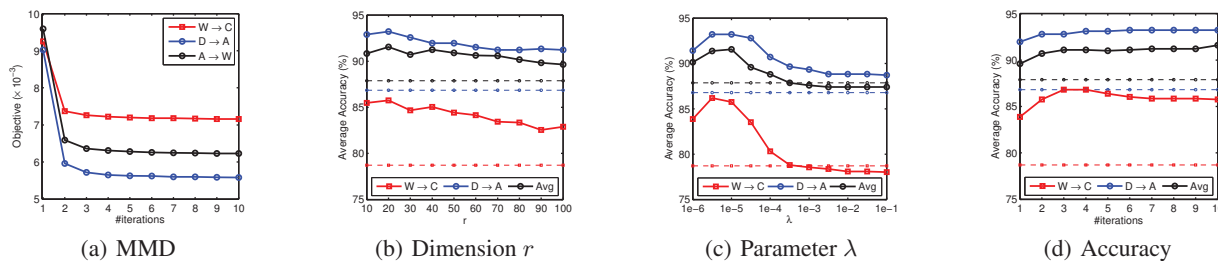 10
9
8
7
6
5
Objective (× 10⁻³)
W → C
D → A
A → W
1 2 3 4 5 6 7 8 9 10
#iterations
(a) MMD
95
90
85
80
75
Average Accuracy (%)
W → C D → A Avg
10 20 30 40 50 60 70 80 90 100
r
(b) Dimension r
95
90
85
80
75
Average Accuracy (%)
W → C D → A Avg
1e−6 1e−5 1e−4 1e−3 1e−2 1e−1
λ
(c) Parameter λ
95
90
85
80
75
Average Accuracy (%)
W → C D → A Avg
1 2 3 4 5 6 7 8 9 1
#iterations
(d) Accuracy